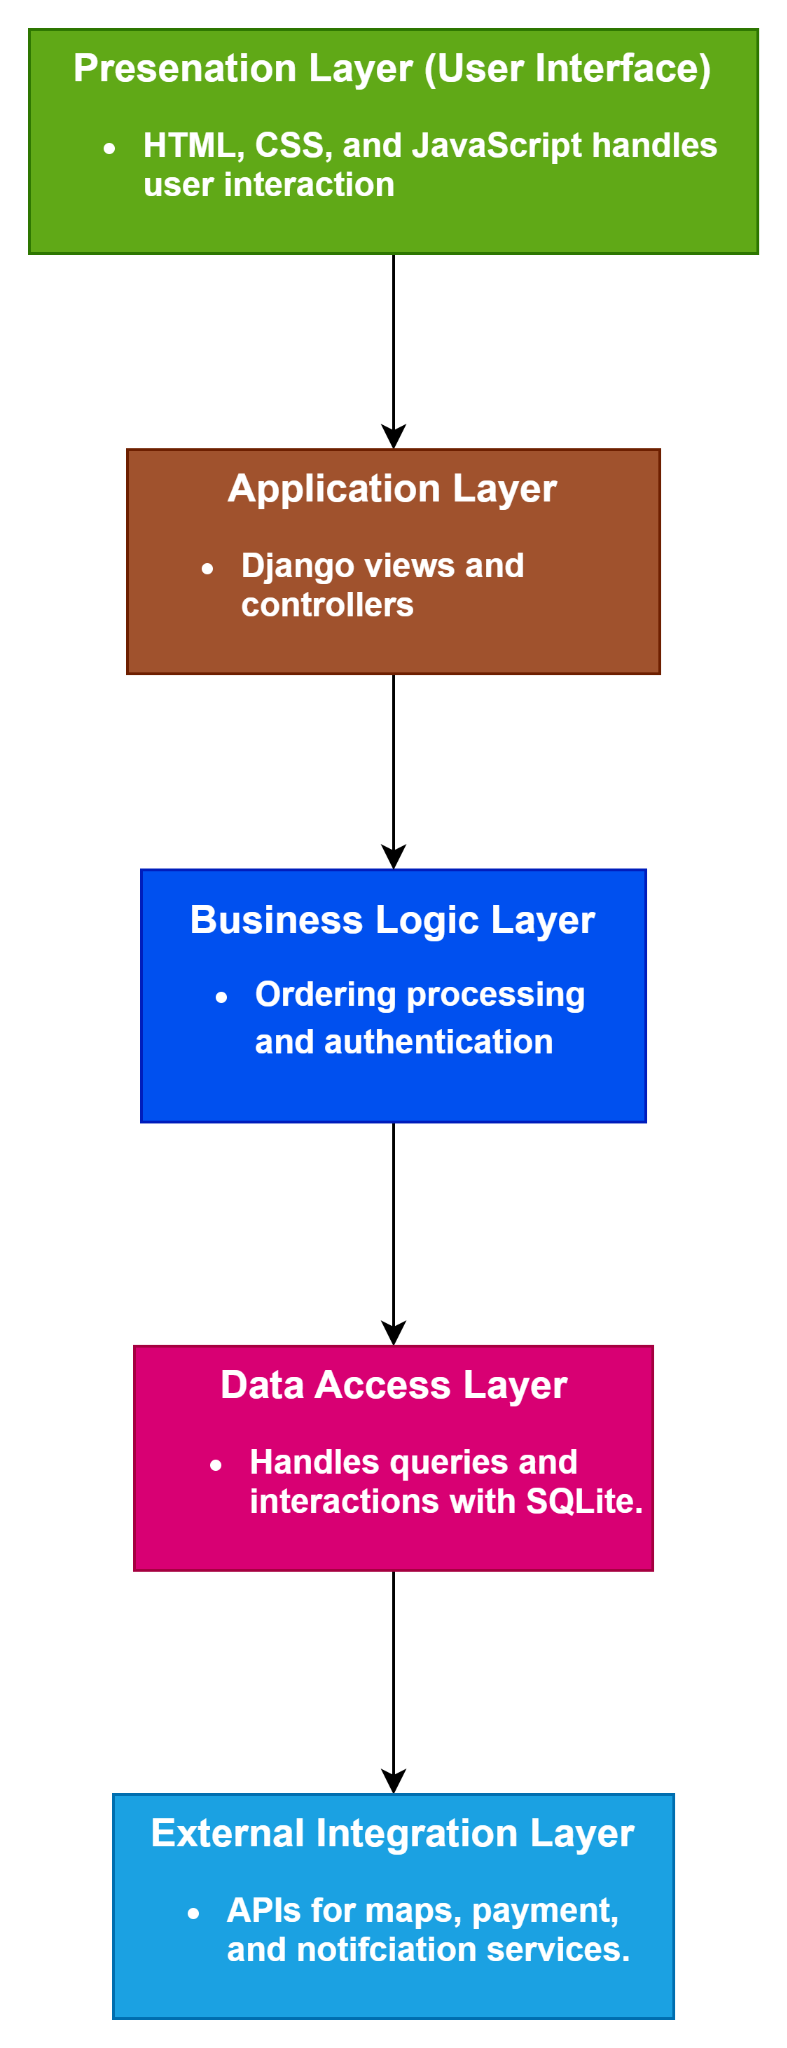 Presenation Layer (User Interface)
• HTML, CSS, and JavaScript handles
user interaction
Application Layer
• Django views and
controllers
Business Logic Layer
• Ordering processing
and authentication
Data Access Layer
• Handles queries and
interactions with SQLite.
External Integration Layer
• APIs for maps, payment,
and notifciation services.